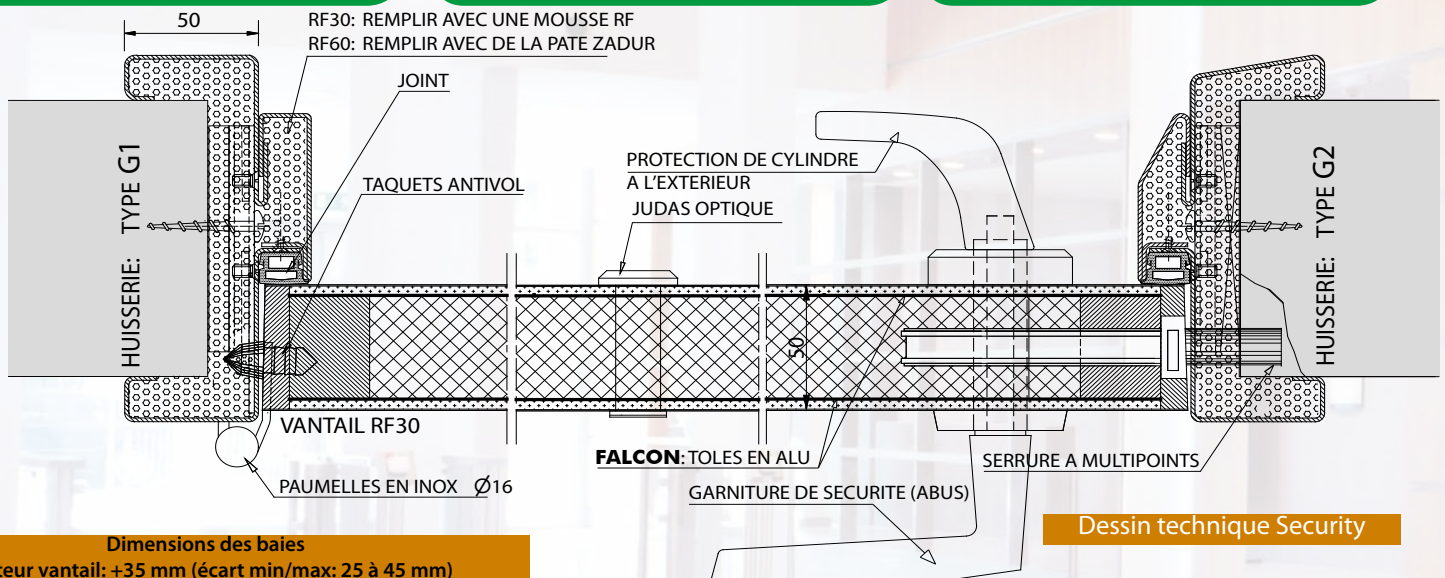 50
RF30: REMPLIR AVEC UNE MOUSSE RF
RF60: REMPLIR AVEC DE LA PATE ZADUR
JOINT
TAQUETS ANTIVOL
PROTECTION DE CYLINDRE
A L'EXTERIEUR
JUDAS OPTIQUE
HUISSERIE: TYPE G1
HUISSERIE: TYPE G2
50
VANTAIL RF30
FALCON: TOLES EN ALU
SERRURE A MULTIPOINTS
PAUMELLES EN INOX Ø16
GARNITURE DE SECURITE (ABUS)
Dessin technique Security
Dimensions des baies
vantail: +35 mm (écart min/max: 25 à 45 mm)